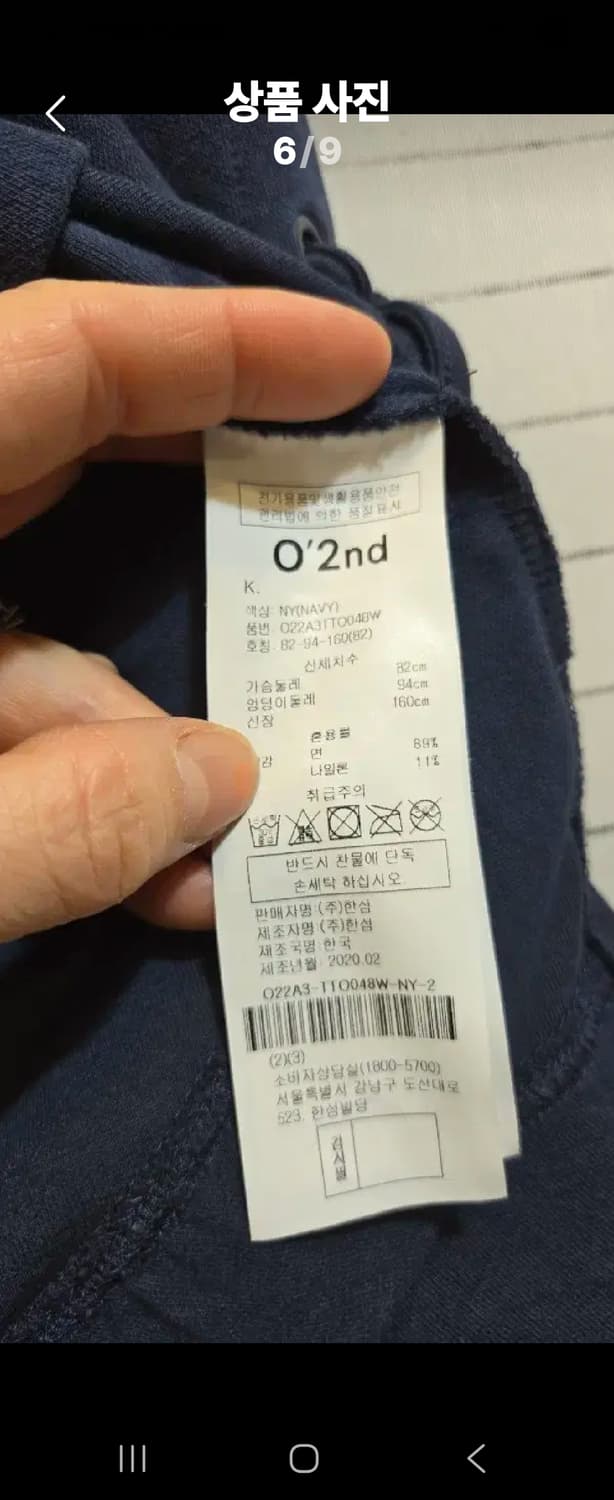 상품 사진
6/9
전기용품및생활용품안전
관리법에 의한 품질표시
O'2nd
K.
색상: NY(NAVY)
품번: O22A3TTO048W
호칭: 82-94-160(82)
신체치수
가슴둘레 82cm
엉덩이둘레 94cm
신장 160cm
혼용률
감 면 89%
나일론 11%
취급주의
반드시 찬물에 단독
손세탁 하십시오
판매자명:(주)한섬
제조자명:(주)한섬
제조국명:한국
제조년월: 2020.02
O22A3-TTO048W-NY-2
(2)(3)
소비자상담실(1800-5700)
서울특별시 강남구 도산대로
523, 한섬빌딩
검사필